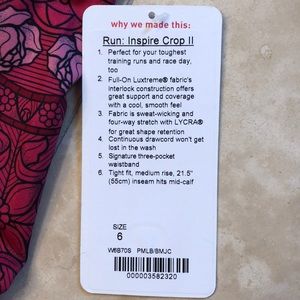 why we made this:
Run: Inspire Crop II
1. Perfect for your toughest
training runs and race day,
too
2. Full-On Luxtreme® fabric's
interlock construction offers
great support and coverage
with a cool, smooth feel
3. Fabric is sweat-wicking and
four-way stretch with LYCRA®
for great shape retention
4. Continuous drawcord won't get
lost in the wash
5. Signature three-pocket
waistband
6. Tight fit, medium rise, 21.5"
(55cm) inseam hits mid-calf
SIZE
6
W6B70S PMLB/BMJC
000003582320